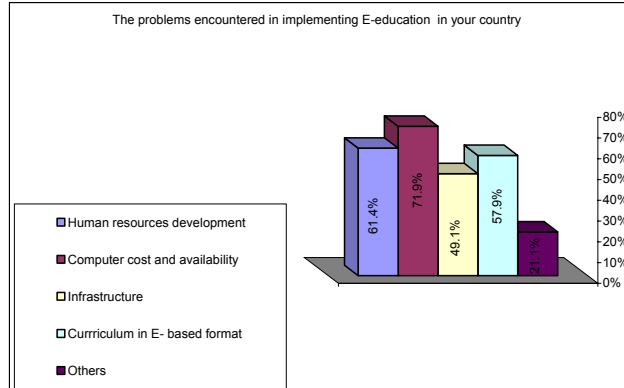 The problems encountered in implementing E-education in your country
80%
70%
60%
50%
40%
30%
20%
10%
0%
61.4%
71.9%
49.1%
57.9%
21.1%
Human resources development
Computer cost and availability
Infrastructure
Currriculum in E- based format
Others